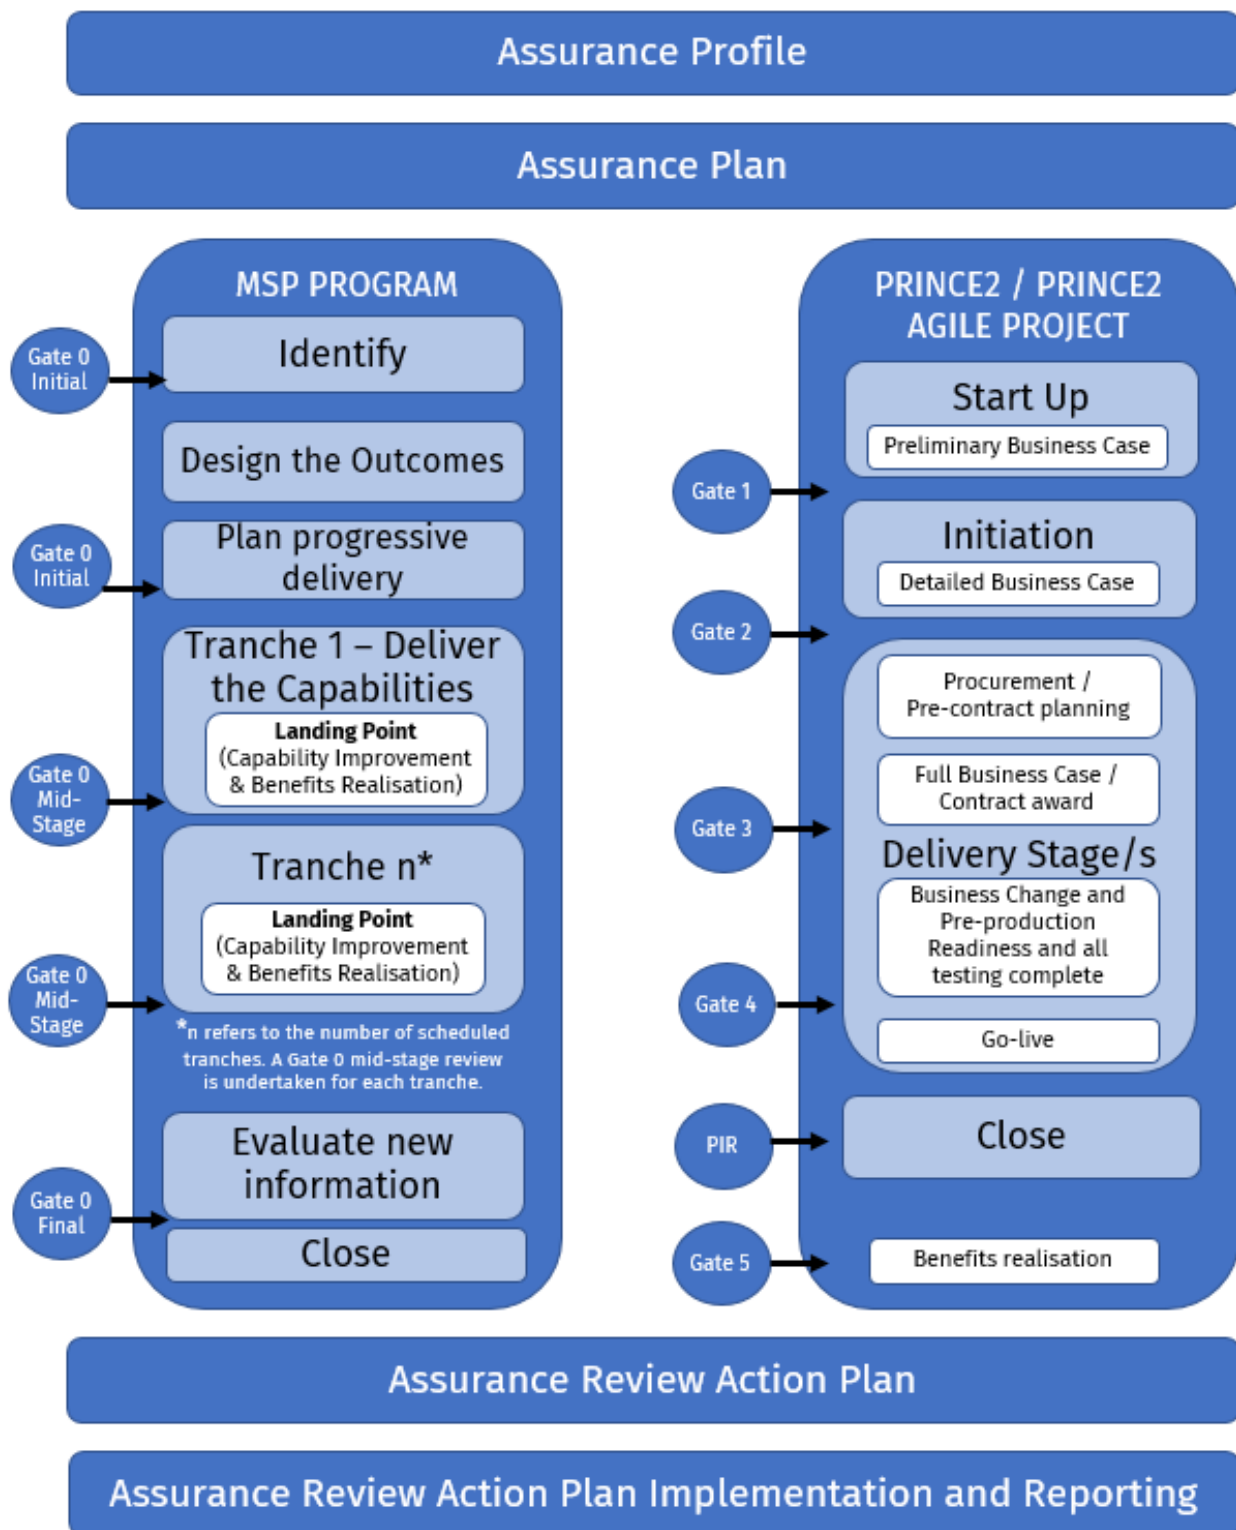 Assurance Profile
Assurance Plan
MSP PROGRAM
Gate 0
Initial
Identify
Design the Outcomes
Gate 0
Initial
Plan progressive
delivery
Tranche 1 – Deliver
the Capabilities
Landing Point
(Capability Improvement
& Benefits Realisation)
Gate 0
Mid-
Stage
Tranche n*
Landing Point
(Capability Improvement
& Benefits Realisation)
Gate 0
Mid-
Stage
*n refers to the number of scheduled
tranches. A Gate 0 mid-stage review
is undertaken for each tranche.
Evaluate new
information
Gate 0
Final
Close
PRINCE2 / PRINCE2
AGILE PROJECT
Start Up
Preliminary Business Case
Gate 1
Initiation
Detailed Business Case
Gate 2
Procurement /
Pre-contract planning
Full Business Case /
Contract award
Gate 3
Delivery Stage/s
Business Change and
Pre-production
Readiness and all
testing complete
Gate 4
Go-live
PIR
Close
Gate 5
Benefits realisation
Assurance Review Action Plan
Assurance Review Action Plan Implementation and Reporting